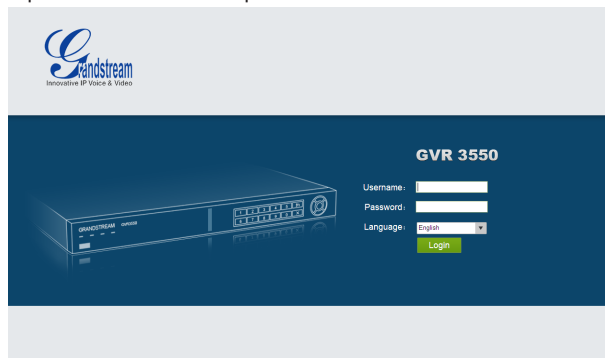 Grandstream
Innovative IP Voice & Video
GVR 3550
Username:
Password:
Language: English
Login
GRANDSTREAM